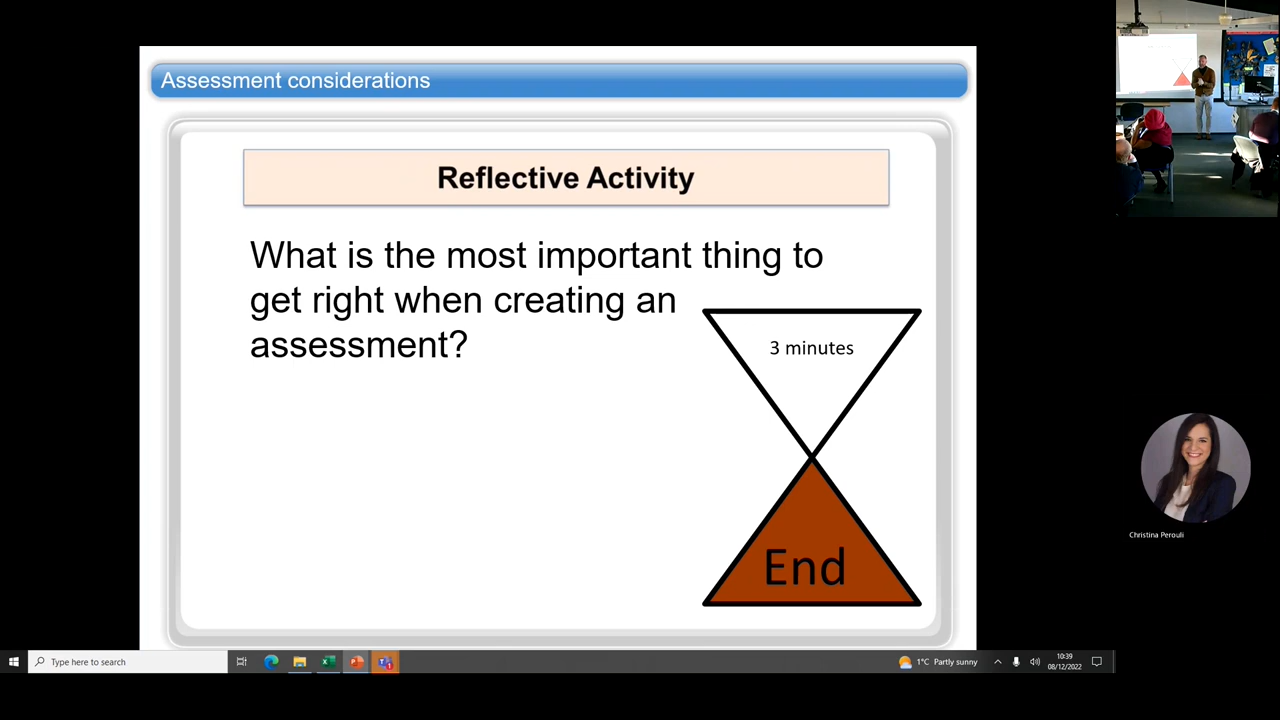 Assessment considerations
Reflective Activity
What is the most important thing to
get right when creating an
assessment?
3 minutes
End
Christina Perouli
Type here to search
1°C Partly sunny
10:39
08/12/2022